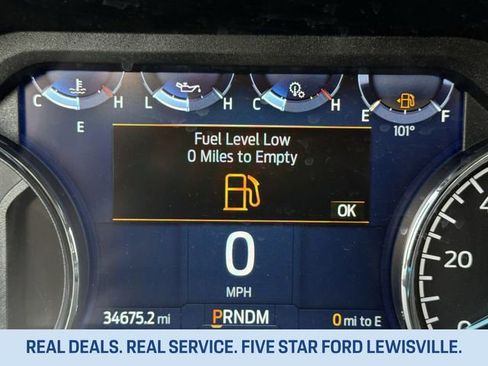 C H
L H
C H
E F
E
101°
Fuel Level Low
0 Miles to Empty
OK
0
MPH
20
34675.2 mi
PRNDM
0 mi to E
REAL DEALS. REAL SERVICE. FIVE STAR FORD LEWISVILLE.